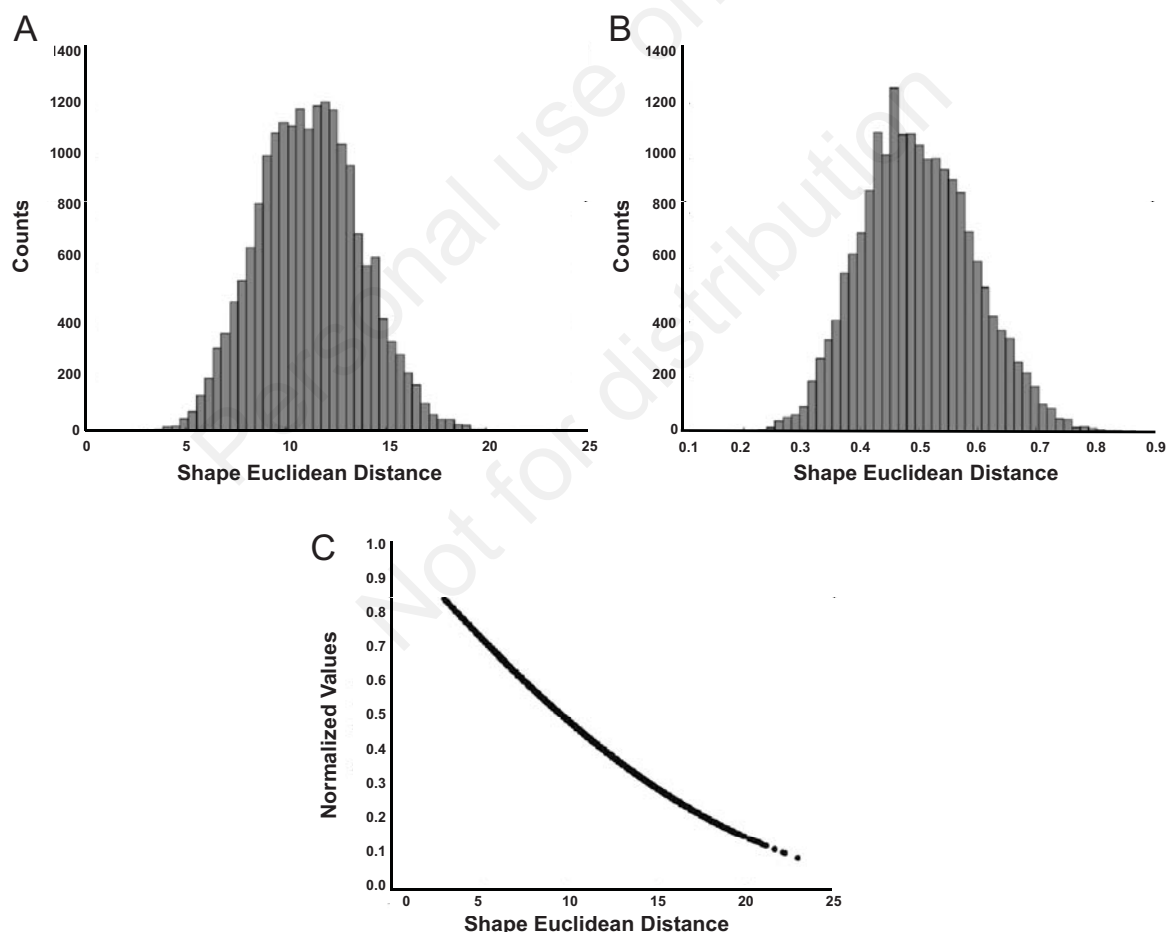 A
1400
1200
1000
800
600
400
200
0
Counts
0 5 10 15 20 25
Shape Euclidean Distance
B
1400
1200
1000
800
600
400
200
0
Counts
0.1 0.2 0.3 0.4 0.5 0.6 0.7 0.8 0.9
Shape Euclidean Distance
C
1.0
0.9
0.8
0.7
0.6
0.5
0.4
0.3
0.2
0.1
0.0
Normalized Values
0 5 10 15 20 25
Shape Euclidean Distance
Personal use on
Not for distribution